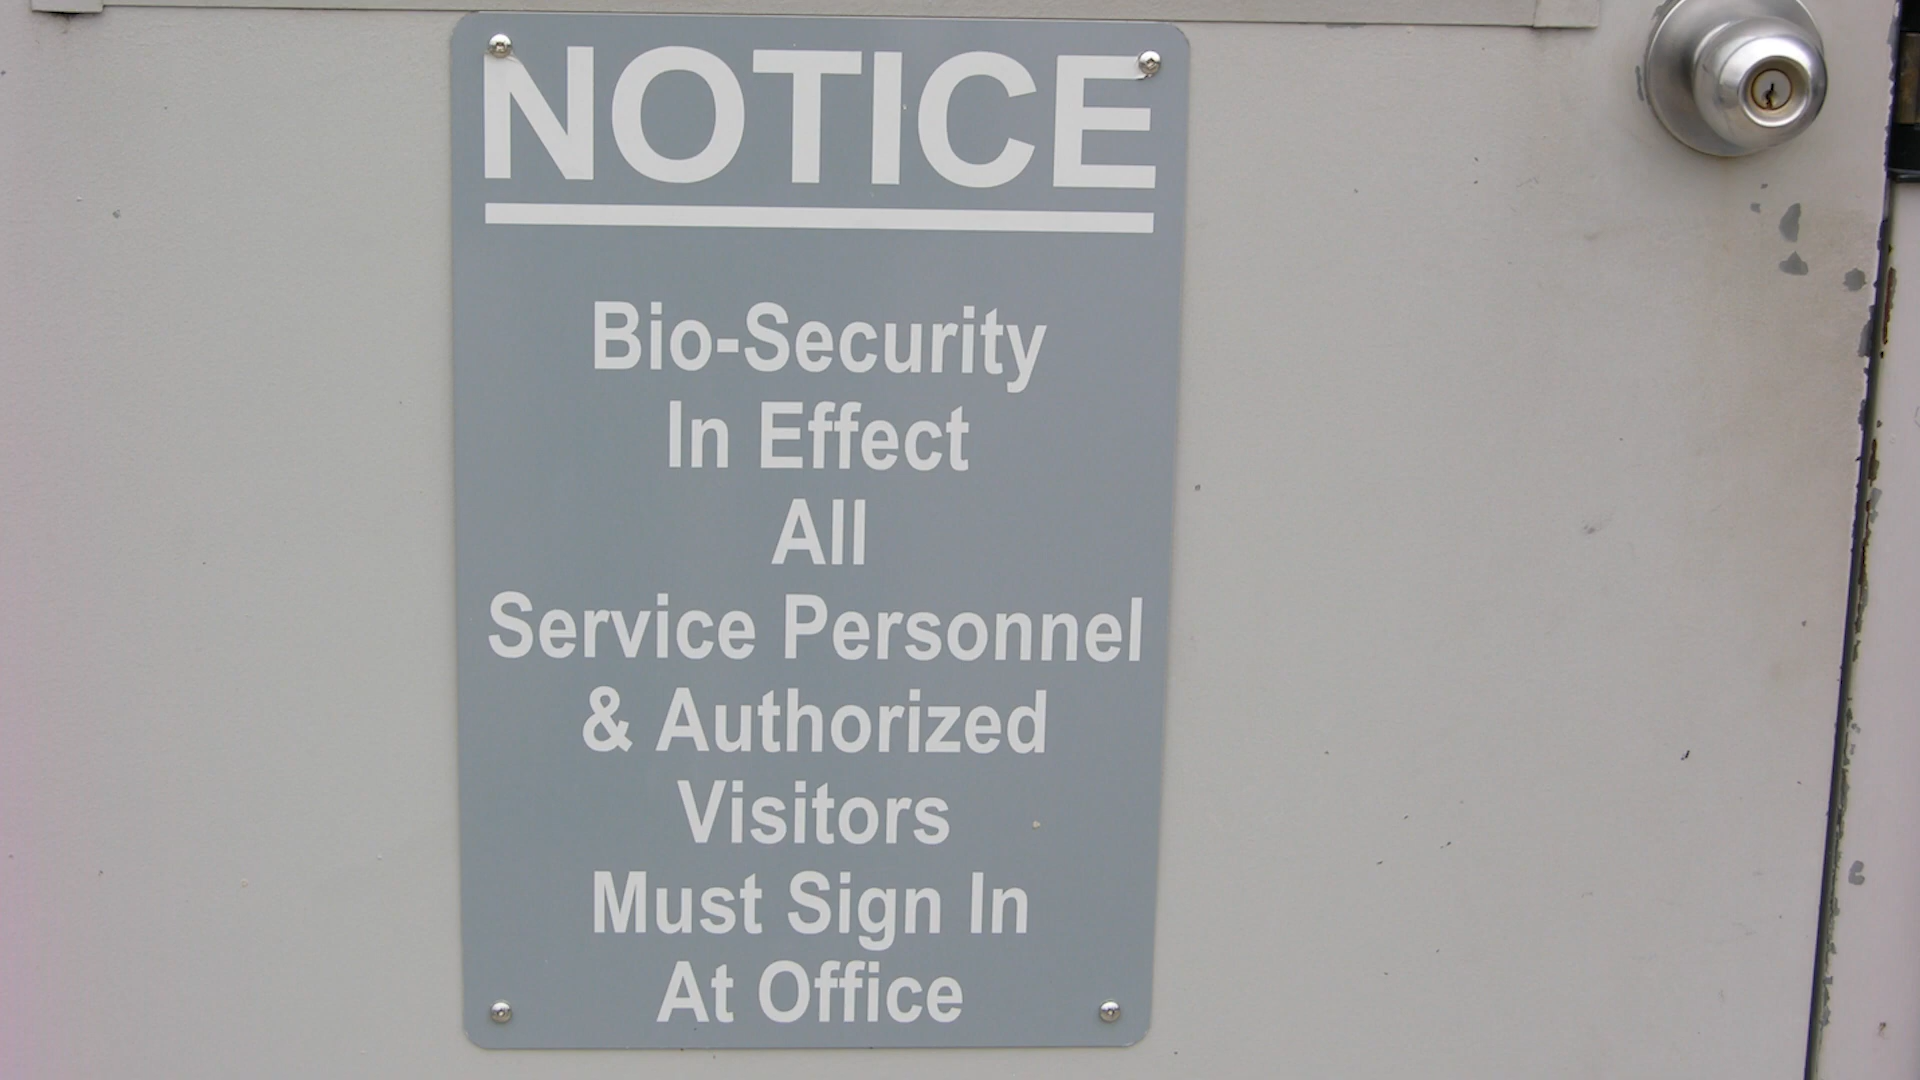 NOTICE
Bio-Security
In Effect
All
Service Personnel
& Authorized
Visitors
Must Sign In
At Office